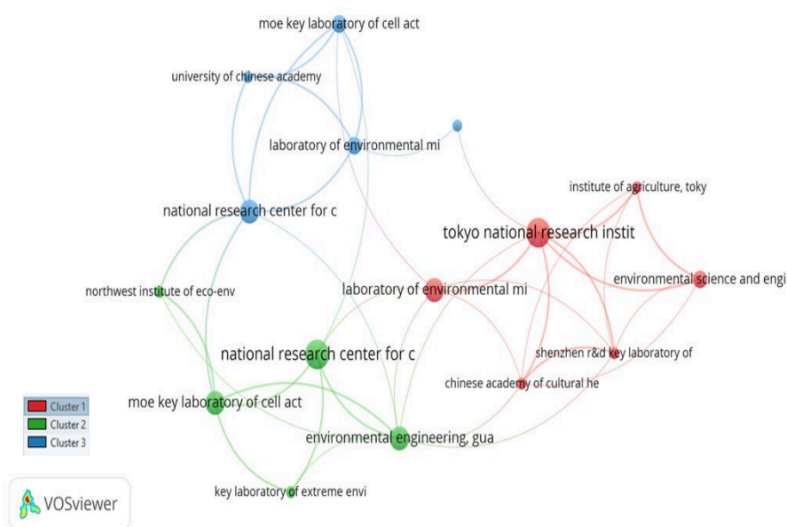 moe key laboratory of cell act
university of chinese academy
laboratory of environmental mi
institute of agriculture, toky
national research center for c
tokyo national research instit
environmental science and engi
northwest institute of eco-env
laboratory of environmental mi
national research center for c
shenzhen r&d key laboratory of
chinese academy of cultural he
moe key laboratory of cell act
Cluster 1
Cluster 2
Cluster 3
environmental engineering, gua
key laboratory of extreme envi
VOSviewer